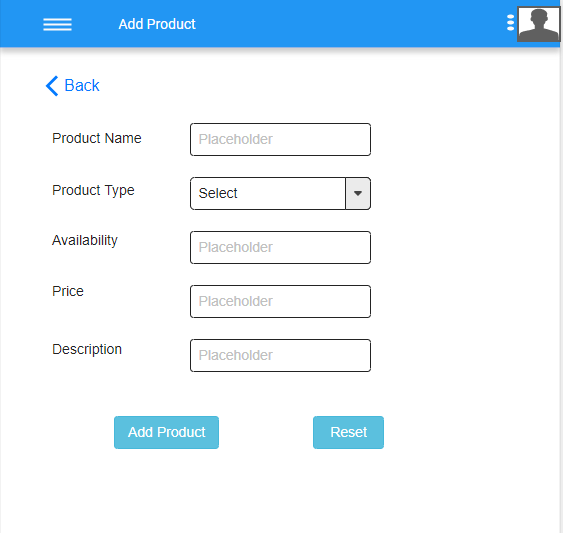 Add Product
Back
Product Name Placeholder
Product Type Select
Availability Placeholder
Price Placeholder
Description Placeholder
Add Product Reset